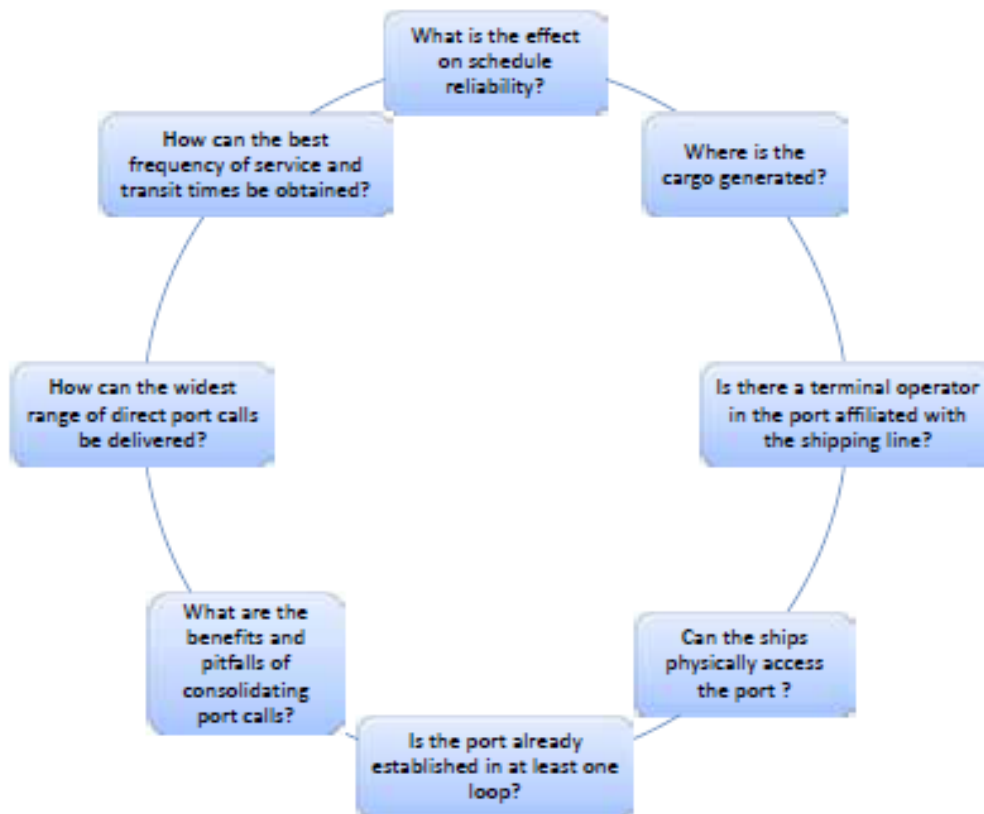 What is the effect
on schedule
reliability?
Where is the
cargo generated?
Is there a terminal operator
in the port affiliated with
the shipping line?
Can the ships
physically access
the port ?
Is the port already
established in at least one
loop?
What are the
benefits and
pitfalls of
consolidating
port calls?
How can the widest
range of direct port calls
be delivered?
How can the best
frequency of service and
transit times be obtained?